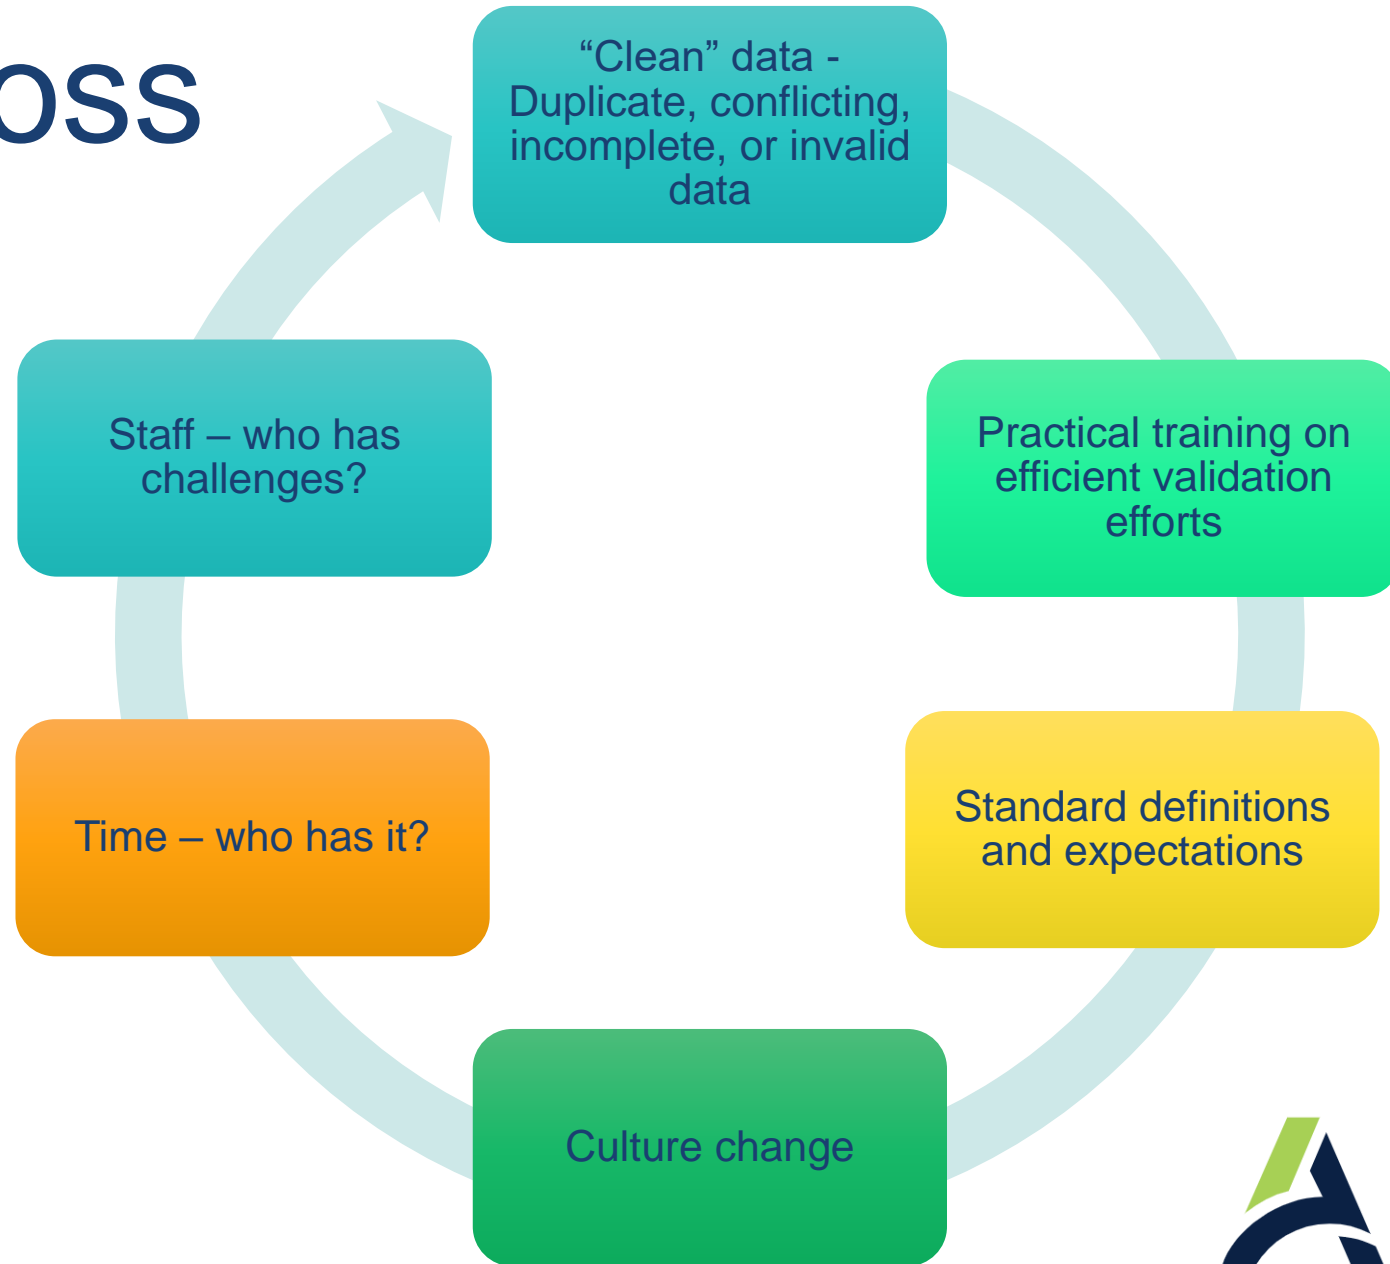 oss
“Clean” data -
Duplicate, conflicting,
incomplete, or invalid
data
Practical training on
efficient validation
efforts
Standard definitions
and expectations
Culture change
Time – who has it?
Staff – who has
challenges?